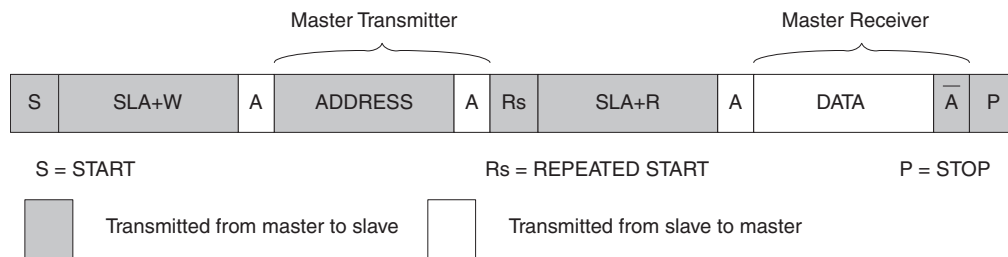 Master Transmitter Master Receiver
S SLA+W A ADDRESS A Rs SLA+R A DATA A̅ P
S = START Rs = REPEATED START P = STOP
Transmitted from master to slave Transmitted from slave to master